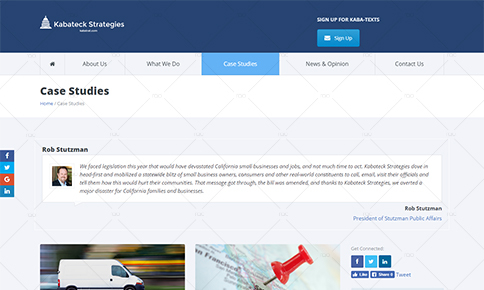 Kabateck Strategies
SIGN UP FOR KABA-TEXTS
Sign Up
About Us
What We Do
Case Studies
News & Opinion
Contact Us
Case Studies
Home / Case Studies
Rob Stutzman
We faced legislation this year that would have devastated California small businesses and jobs, and not much time to act. Kabateck Strategies dove in
head-first and mobilized a statewide blitz of small business owners, consumers and other real-world constituents to call, email, visit their officials and
tell them how this would hurt their communities. That message got through, the bill was amended, and thanks to Kabateck Strategies, we averted a
major disaster for California families and businesses.
Rob Stutzman
President of Stutzman Public Affairs
Get Connected:
Like
Share
Tweet
San Francisco